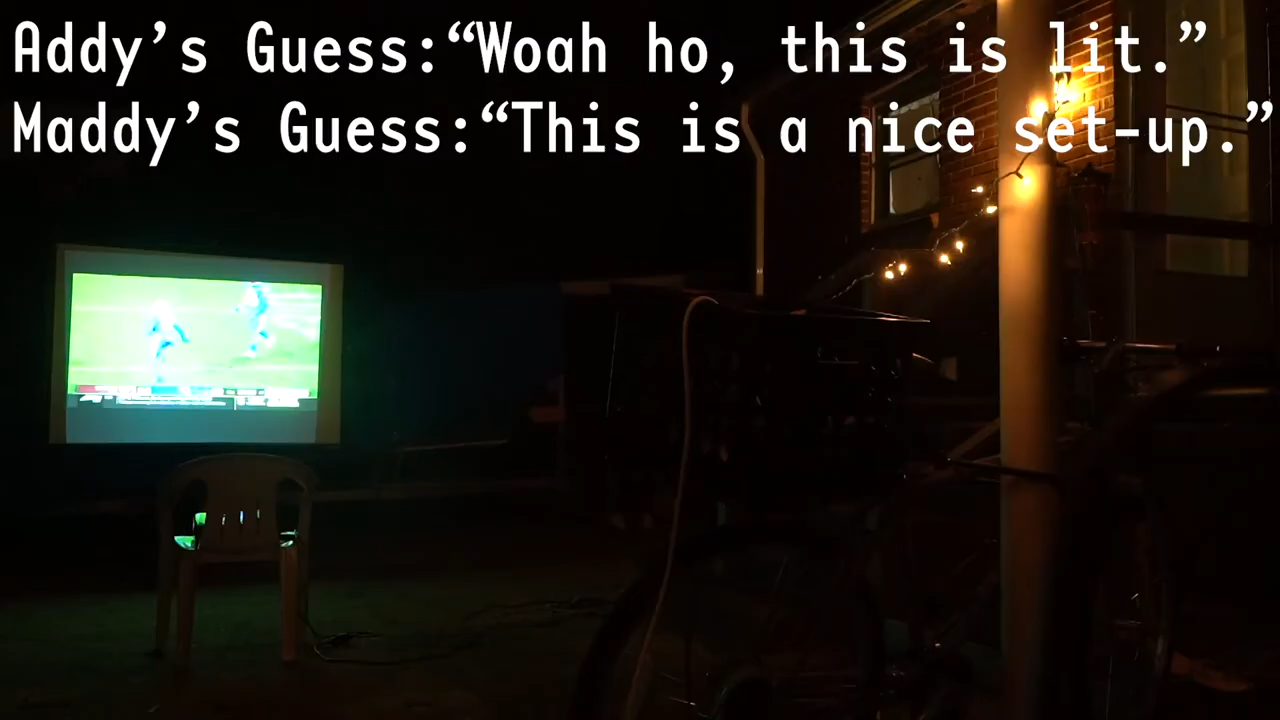 Addy’s Guess:“Woah ho, this is lit.”
Maddy’s Guess:“This is a nice set-up.”